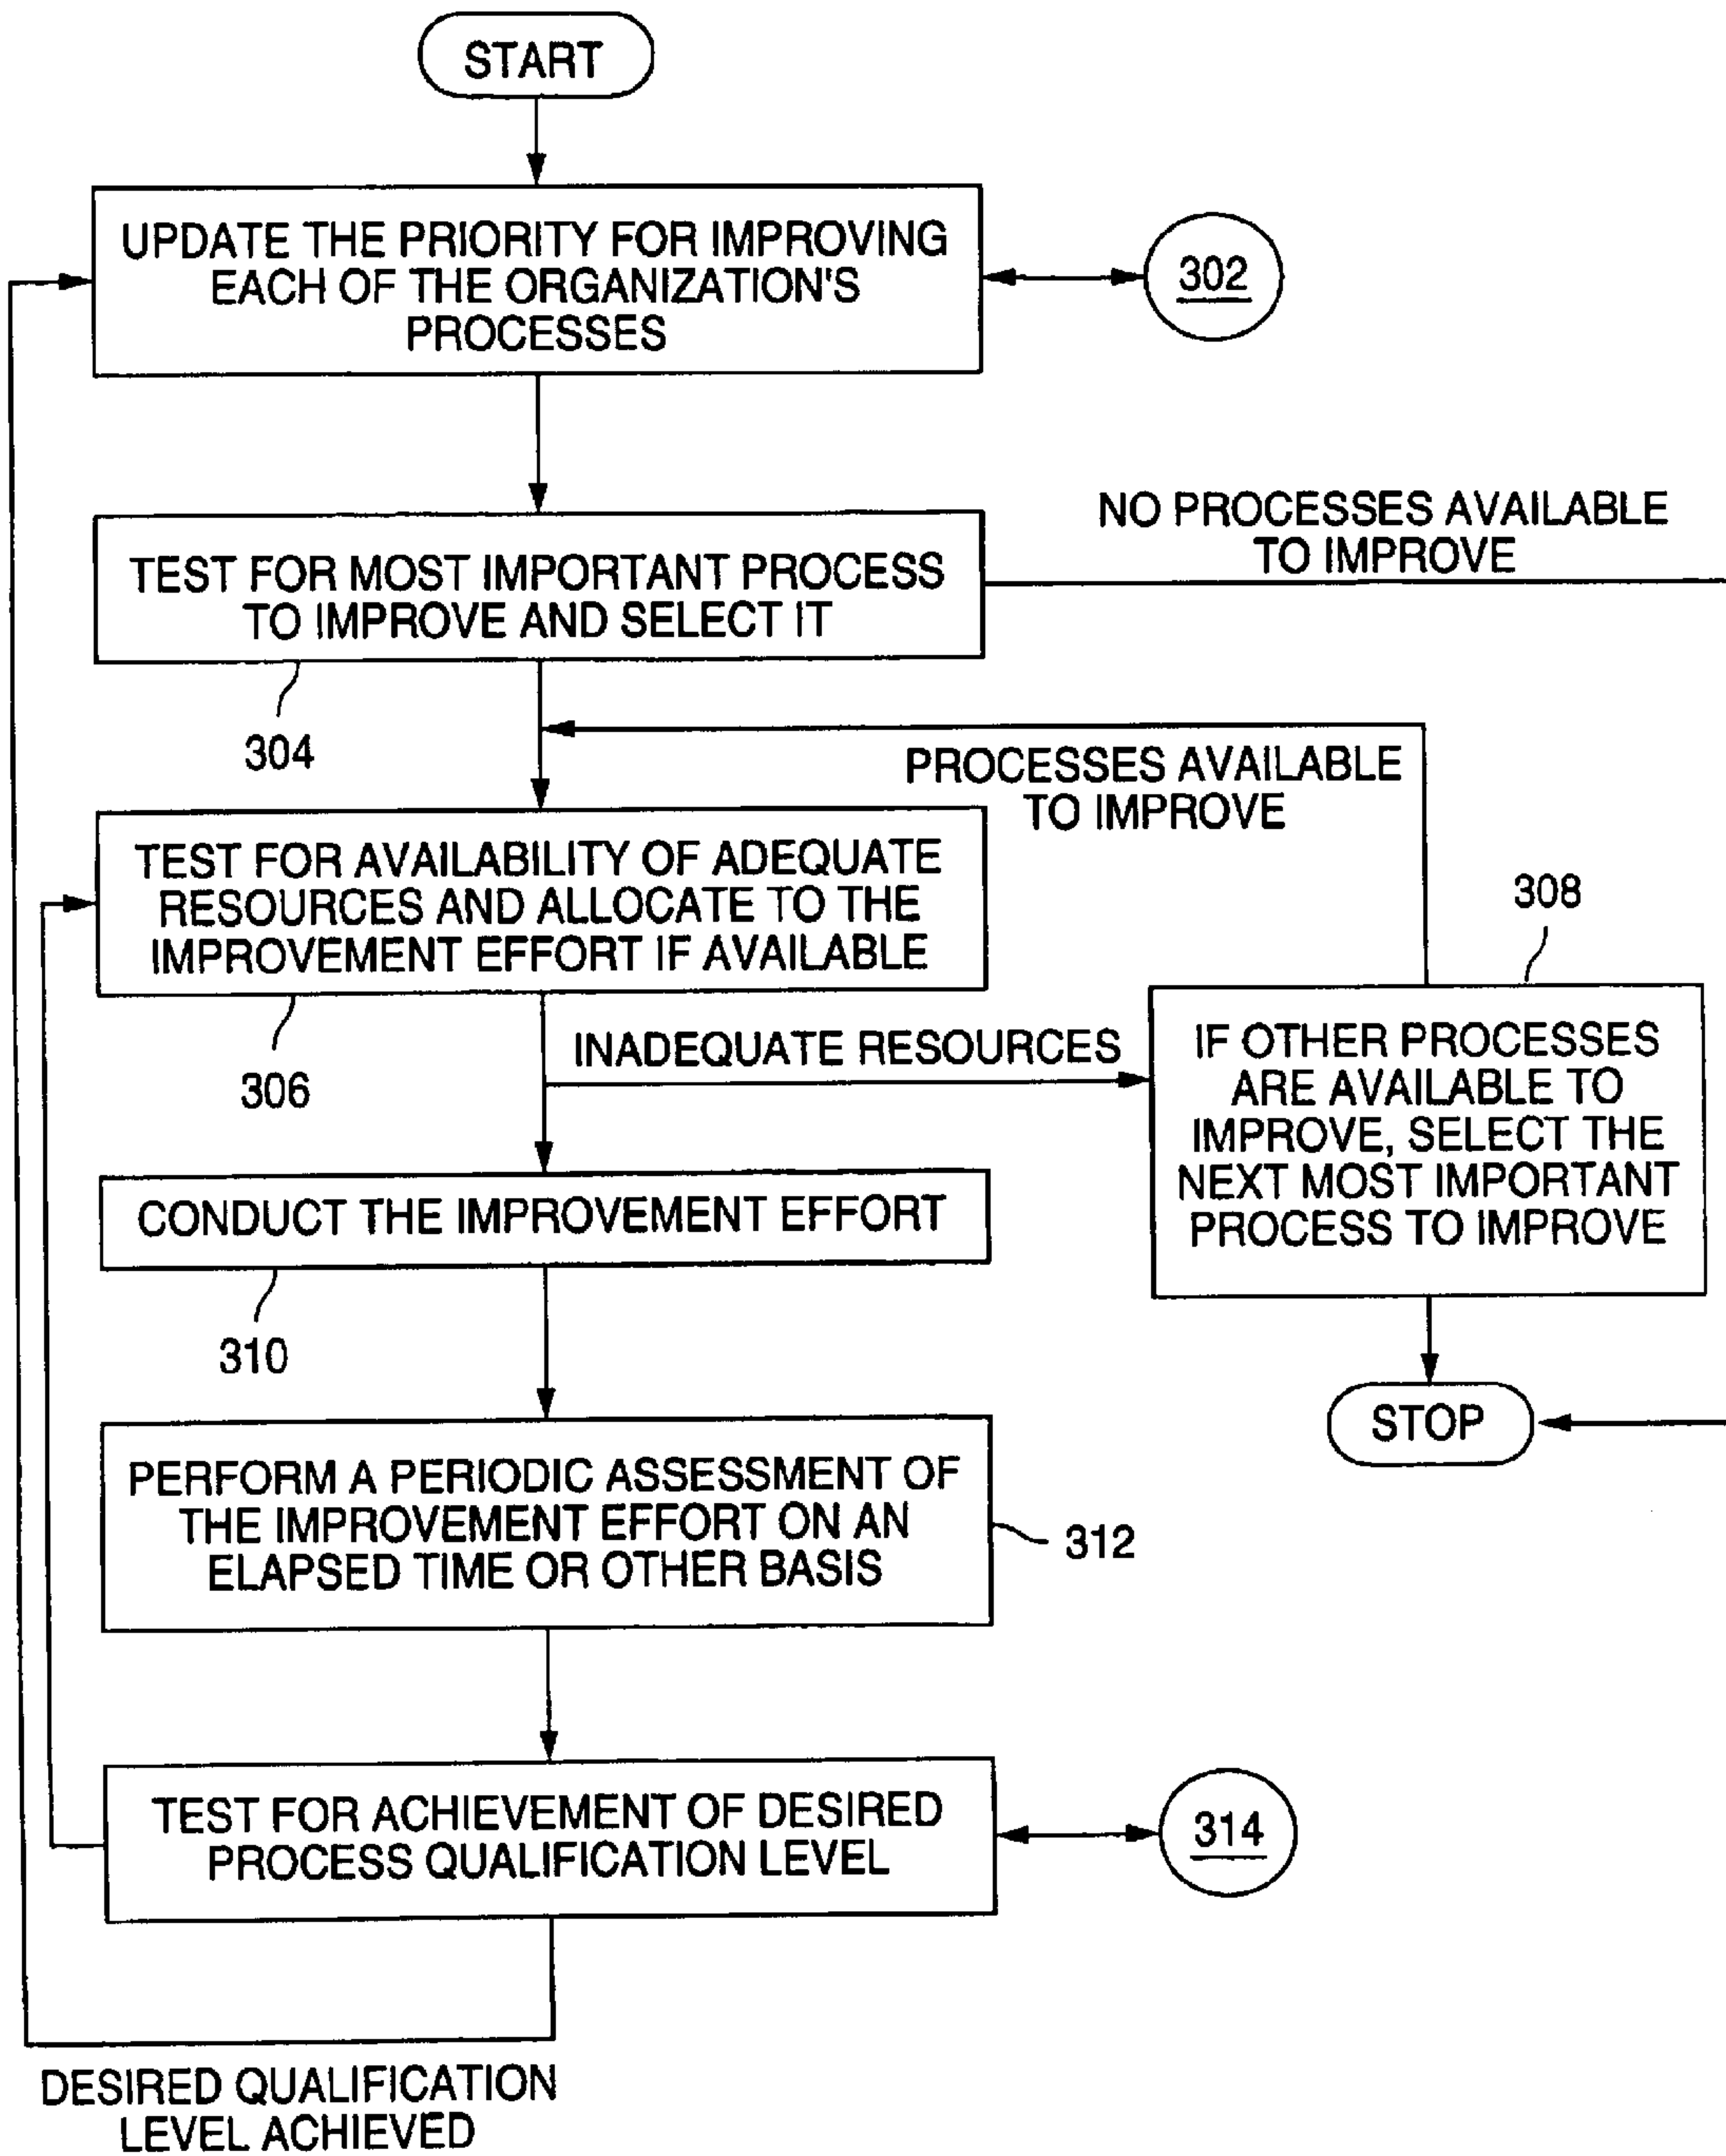 START
UPDATE THE PRIORITY FOR IMPROVING
EACH OF THE ORGANIZATION'S
PROCESSES
302
NO PROCESSES AVAILABLE
TO IMPROVE
TEST FOR MOST IMPORTANT PROCESS
TO IMPROVE AND SELECT IT
304
PROCESSES AVAILABLE
TO IMPROVE
TEST FOR AVAILABILITY OF ADEQUATE
RESOURCES AND ALLOCATE TO THE
IMPROVEMENT EFFORT IF AVAILABLE
306
308
INADEQUATE RESOURCES
IF OTHER PROCESSES
ARE AVAILABLE TO
IMPROVE, SELECT THE
NEXT MOST IMPORTANT
PROCESS TO IMPROVE
CONDUCT THE IMPROVEMENT EFFORT
310
STOP
PERFORM A PERIODIC ASSESSMENT OF
THE IMPROVEMENT EFFORT ON AN
ELAPSED TIME OR OTHER BASIS
312
TEST FOR ACHIEVEMENT OF DESIRED
PROCESS QUALIFICATION LEVEL
314
DESIRED QUALIFICATION
LEVEL ACHIEVED